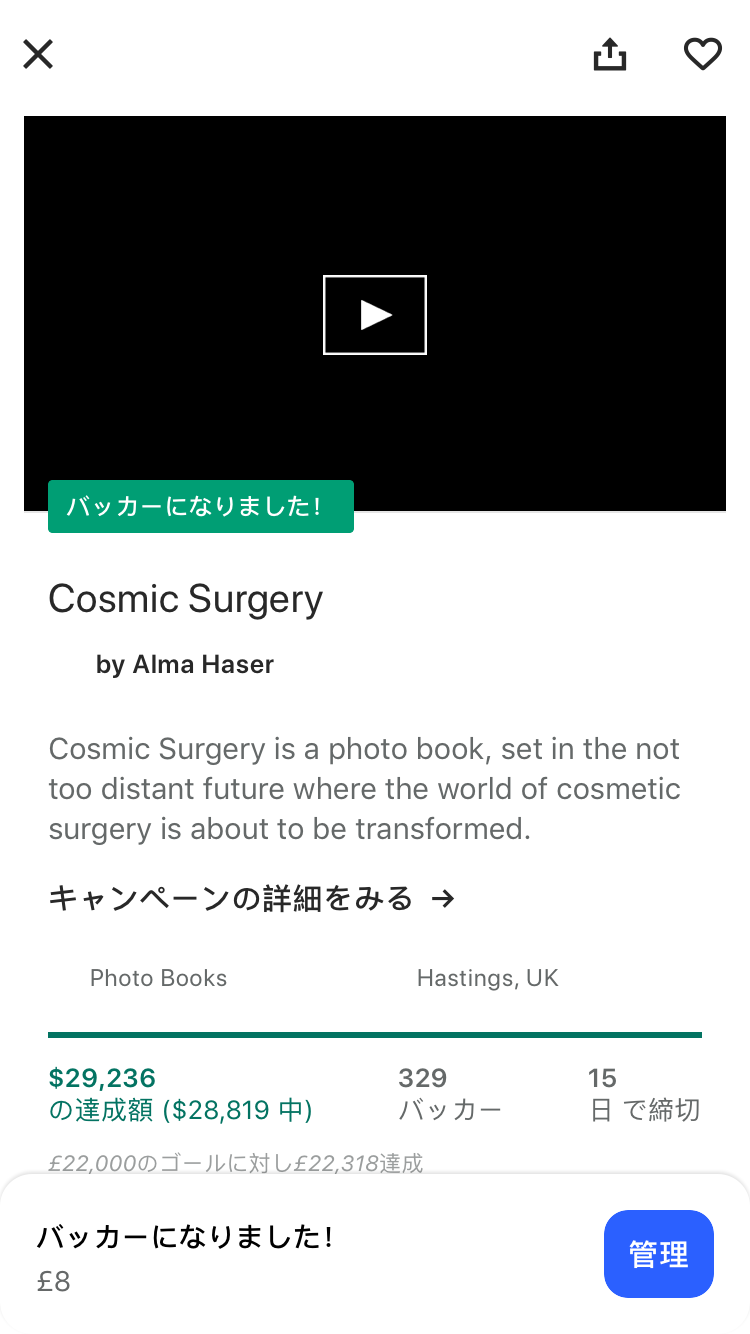 バッカーになりました！
Cosmic Surgery
by Alma Haser
Cosmic Surgery is a photo book, set in the not
too distant future where the world of cosmetic
surgery is about to be transformed.
キャンペーンの詳細をみる →
Photo Books
Hastings, UK
$29,236
の達成額 ($28,819 中)
329
バッカー
15
日 で締切
£22,000のゴールに対し£22,318達成
バッカーになりました！
£8
管理